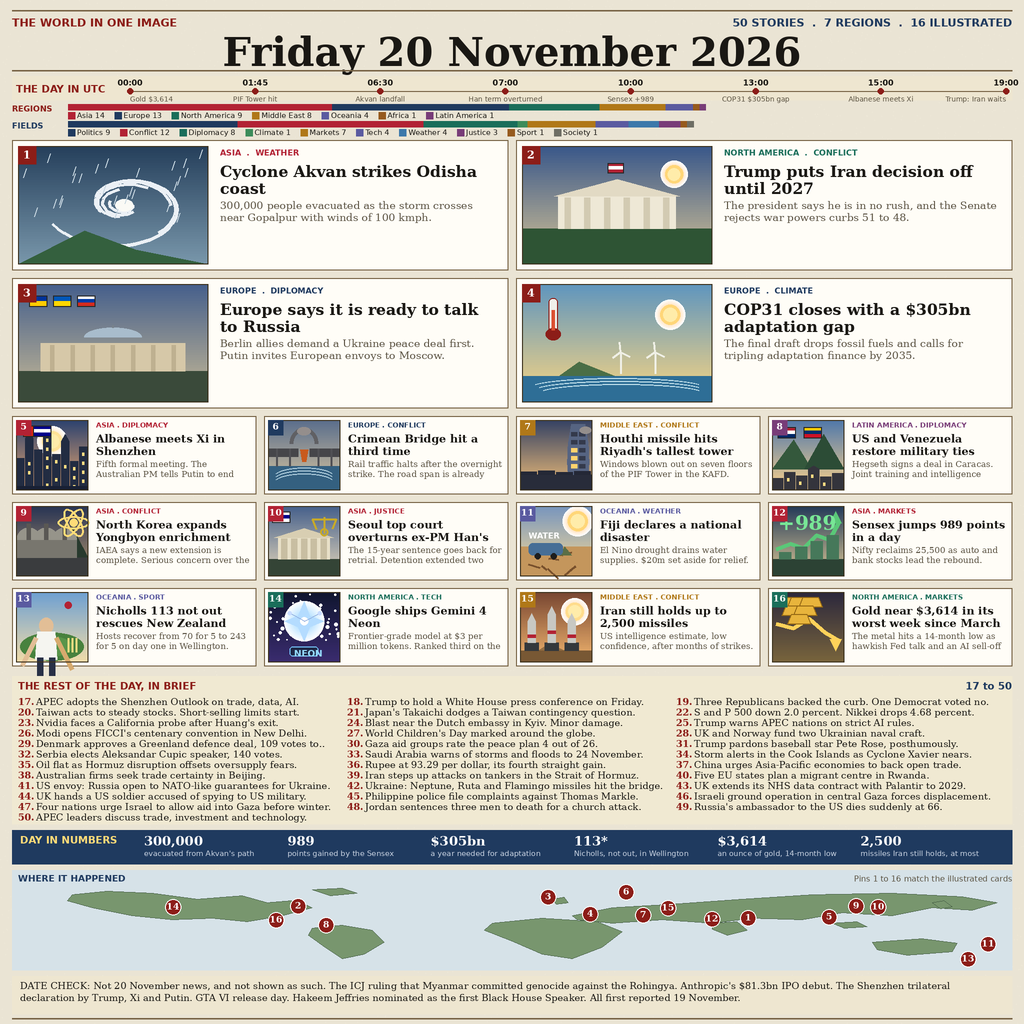 THE WORLD IN ONE IMAGE
50 STORIES . 7 REGIONS . 16 ILLUSTRATED
Friday 20 November 2026
THE DAY IN UTC
00:00 01:45 06:30 07:00 10:00 13:00 15:00 19:00
Gold $3,614 PIF Tower hit Akvan landfall Han term overturned Sensex +989 COP31 $305bn gap Albanese meets Xi Trump: Iran waits
REGIONS
Asia 14 Europe 13 North America 9 Middle East 8 Oceania 4 Africa 1 Latin America 1
FIELDS
Politics 9 Conflict 12 Diplomacy 8 Climate 1 Markets 7 Tech 4 Weather 4 Justice 3 Sport 1 Society 1
1
ASIA . WEATHER
Cyclone Akvan strikes Odisha
coast
300,000 people evacuated as the storm crosses
near Gopalpur with winds of 100 kmph.
2
NORTH AMERICA . CONFLICT
Trump puts Iran decision off
until 2027
The president says he is in no rush, and the Senate
rejects war powers curbs 51 to 48.
3
EUROPE . DIPLOMACY
Europe says it is ready to talk
to Russia
Berlin allies demand a Ukraine peace deal first.
Putin invites European envoys to Moscow.
4
EUROPE . CLIMATE
COP31 closes with a $305bn
adaptation gap
The final draft drops fossil fuels and calls for
tripling adaptation finance by 2035.
5
ASIA . DIPLOMACY
Albanese meets Xi in
Shenzhen
Fifth formal meeting. The
Australian PM tells Putin to end
6
EUROPE . CONFLICT
Crimean Bridge hit a
third time
Rail traffic halts after the overnight
strike. The road span is already
7
MIDDLE EAST . CONFLICT
Houthi missile hits
Riyadh's tallest tower
Windows blown out on seven floors
of the PIF Tower in the KAFD.
8
LATIN AMERICA . DIPLOMACY
US and Venezuela
restore military ties
Hegseth signs a deal in Caracas.
Joint training and intelligence
9
ASIA . CONFLICT
North Korea expands
Yongbyon enrichment
IAEA says a new extension is
complete. Serious concern over the
10
ASIA . JUSTICE
Seoul top court
overturns ex-PM Han's
The 15-year sentence goes back for
retrial. Detention extended two
11
WATER
OCEANIA . WEATHER
Fiji declares a national
disaster
El Nino drought drains water
supplies. $20m set aside for relief.
12
+989
ASIA . MARKETS
Sensex jumps 989 points
in a day
Nifty reclaims 25,500 as auto and
bank stocks lead the rebound.
13
OCEANIA . SPORT
Nicholls 113 not out
rescues New Zealand
Hosts recover from 70 for 5 to 243
for 5 on day one in Wellington.
14
NEON
NORTH AMERICA . TECH
Google ships Gemini 4
Neon
Frontier-grade model at $3 per
million tokens. Ranked third on the
15
MIDDLE EAST . CONFLICT
Iran still holds up to
2,500 missiles
US intelligence estimate, low
confidence, after months of strikes.
16
NORTH AMERICA . MARKETS
Gold near $3,614 in its
worst week since March
The metal hits a 14-month low as
hawkish Fed talk and an AI sell-off
THE REST OF THE DAY, IN BRIEF
17 to 50
17. APEC adopts the Shenzhen Outlook on trade, data, AI.
18. Trump to hold a White House press conference on Friday.
19. Three Republicans backed the curb. One Democrat voted no.
20. Taiwan acts to steady stocks. Short-selling limits start.
21. Japan's Takaichi dodges a Taiwan contingency question.
22. S and P 500 down 2.0 percent. Nikkei drops 4.68 percent.
23. Nvidia faces a California probe after Huang's exit.
24. Blast near the Dutch embassy in Kyiv. Minor damage.
25. Trump warns APEC nations on strict AI rules.
26. Modi opens FICCI's centenary convention in New Delhi.
27. World Children's Day marked around the globe.
28. UK and Norway fund two Ukrainian naval craft.
29. Denmark approves a Greenland defence deal, 109 votes to..
30. Gaza aid groups rate the peace plan 4 out of 26.
31. Trump pardons baseball star Pete Rose, posthumously.
32. Serbia elects Aleksandar Cupic speaker, 140 votes.
33. Saudi Arabia warns of storms and floods to 24 November.
34. Storm alerts in the Cook Islands as Cyclone Xavier nears.
35. Oil flat as Hormuz disruption offsets oversupply fears.
36. Rupee at 93.29 per dollar, its fourth straight gain.
37. China urges Asia-Pacific economies to back open trade.
38. Australian firms seek trade certainty in Beijing.
39. Iran steps up attacks on tankers in the Strait of Hormuz.
40. Five EU states plan a migrant centre in Rwanda.
41. US envoy: Russia open to NATO-like guarantees for Ukraine.
42. Ukraine: Neptune, Ruta and Flamingo missiles hit the bridge.
43. UK extends its NHS data contract with Palantir to 2029.
44. UK hands a US soldier accused of spying to US military.
45. Philippine police file complaints against Thomas Markle.
46. Israeli ground operation in central Gaza forces displacement.
47. Four nations urge Israel to allow aid into Gaza before winter.
48. Jordan sentences three men to death for a church attack.
49. Russia's ambassador to the US dies suddenly at 66.
50. APEC leaders discuss trade, investment and technology.
DAY IN NUMBERS
300,000 989 $305bn 113* $3,614 2,500
evacuated from Akvan's path points gained by the Sensex a year needed for adaptation Nicholls, not out, in Wellington an ounce of gold, 14-month low missiles Iran still holds, at most
WHERE IT HAPPENED
Pins 1 to 16 match the illustrated cards
14 16 2 8 3 4 6 7 15 12 1 5 9 10 13 11
DATE CHECK: Not 20 November news, and not shown as such. The ICJ ruling that Myanmar committed genocide against the Rohingya. Anthropic's $81.3bn IPO debut. The Shenzhen trilateral
declaration by Trump, Xi and Putin. GTA VI release day. Hakeem Jeffries nominated as the first Black House Speaker. All first reported 19 November.